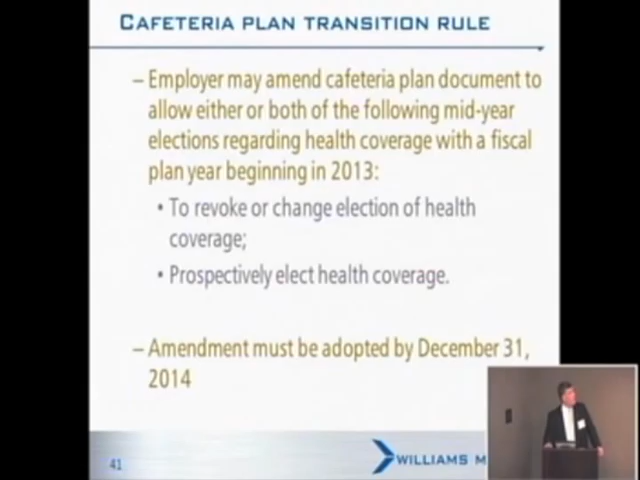 CAFETERIA PLAN TRANSITION RULE
– Employer may amend cafeteria plan document to
allow either or both of the following mid-year
elections regarding health coverage with a fiscal
plan year beginning in 2013:
• To revoke or change election of health
coverage;
• Prospectively elect health coverage.
– Amendment must be adopted by December 31,
2014
41
WILLIAMS M